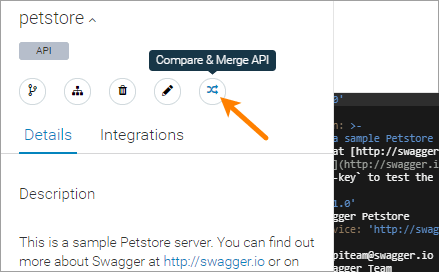 petstore
API
Compare & Merge API
Details
Integrations
Description
This is a sample Petstore server. You can find out
more about Swagger at http://swagger.io or on
.0'
n: >-
a sample Petstore
at [http://swagger
](http://swagger.i
-key` to test the
1.0'
gger Petstore
vice: 'http://swag
piteam@swagger.io
Swagger Team